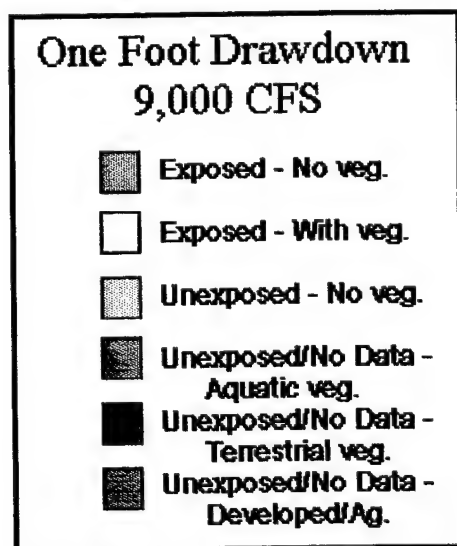 One Foot Drawdown
9,000 CFS
Exposed - No veg.
Exposed - With veg.
Unexposed - No veg.
Unexposed/No Data -
Aquatic veg.
Unexposed/No Data -
Terrestrial veg.
Unexposed/No Data -
Developed/Ag.